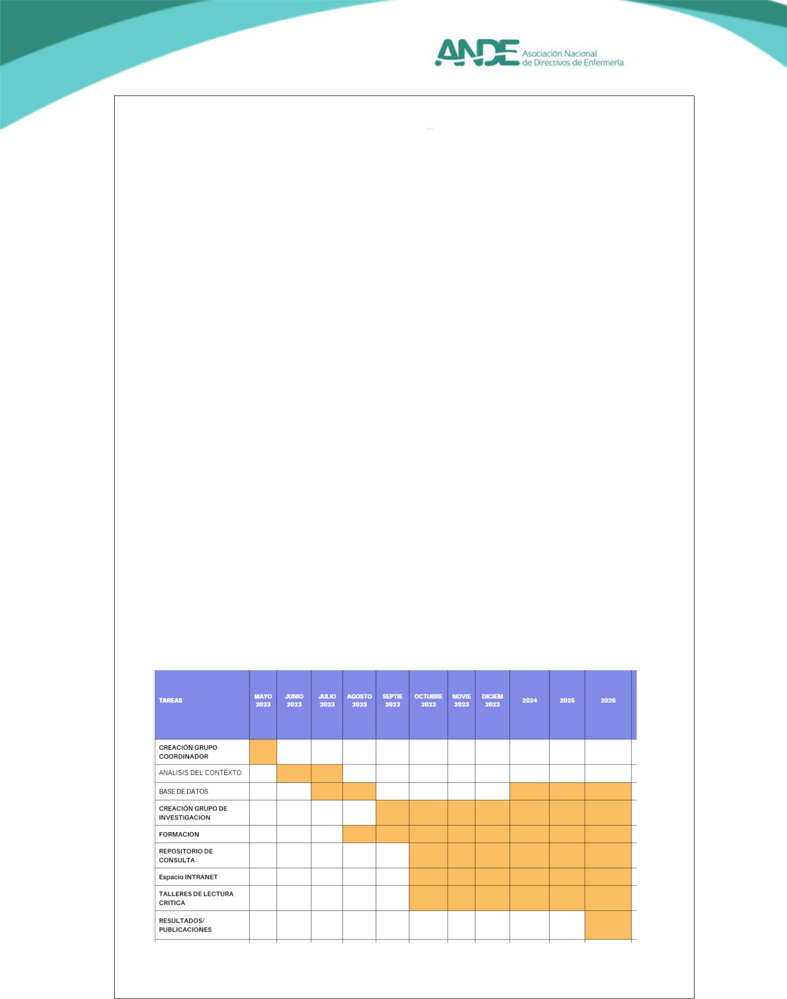 ANDE
Asociación Nacional
de Directivos de Enfermería
TAREAS
MAYO
2023
JUNIO
2023
JULIO
2023
AGOSTO
2023
SEPTIE
2023
OCTUBRE
2023
NOVIE
2023
DICIEM
2023
2024
2025
2026
CREACIÓN GRUPO
COORDINADOR
ANALISIS DEL CONTEXTO
BASE DE DATOS
CREACIÓN GRUPO DE
INVESTIGACION
FORMACION
REPOSITORIO DE
CONSULTA
Espacio INTRANET
TALLERES DE LECTURA
CRITICA
RESULTADOS/
PUBLICACIONES